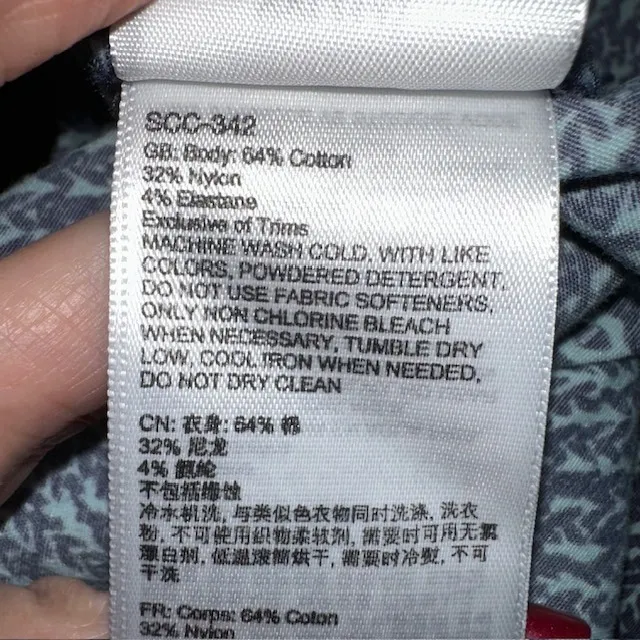 SCC-342
GB: Body: 64% Cotton
32% Nylon
4% Elastane
Exclusive of Trims
MACHINE WASH COLD, WITH LIKE
COLORS, POWDERED DETERGENT,
DO NOT USE FABRIC SOFTENERS,
ONLY NON CHLORINE BLEACH
WHEN NECESSARY, TUMBLE DRY
LOW, COOL IRON WHEN NEEDED,
DO NOT DRY CLEAN
CN: 衣身: 64% 棉
32% 尼龙
4% 氨纶
不包括缘蚀
冷水机洗, 与类似色衣物同时洗涤, 洗衣
粉, 不可使用织物柔软剂, 需要时可用无氯
漂白剂, 低温滚筒烘干, 需要时冷熨, 不可
干洗
FR: Corps: 64% Coton
32% Nylon